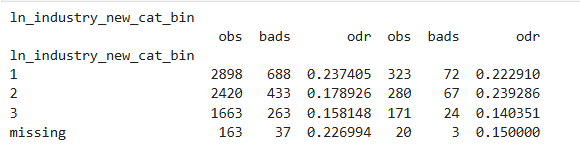 ln_industry_new_cat_bin
obs bads odr obs bads odr
ln_industry_new_cat_bin
1 2898 688 0.237405 323 72 0.222910
2 2420 433 0.178926 280 67 0.239286
3 1663 263 0.158148 171 24 0.140351
missing 163 37 0.226994 20 3 0.150000